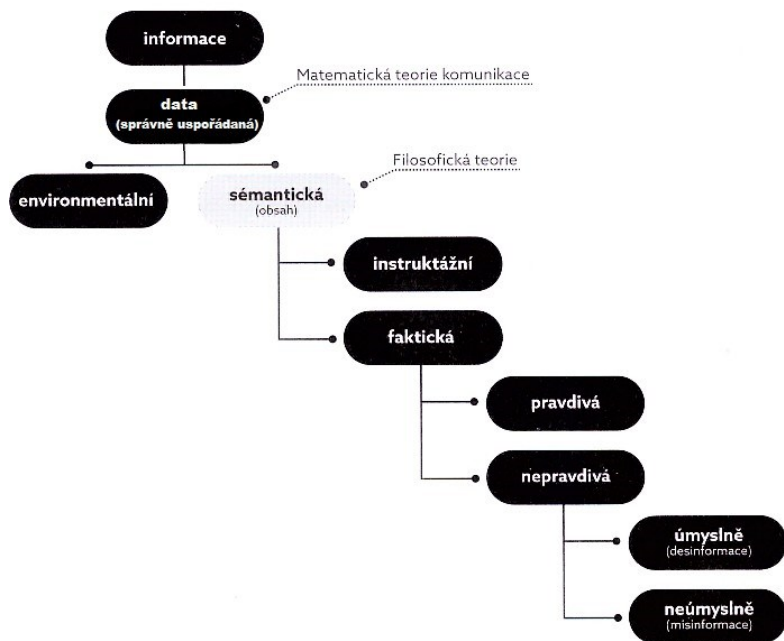 informace
Matematická teorie komunikace
data
(správně uspořádaná)
Filosofická teorie
environmentální
sémantická
(obsah)
instruktážní
faktická
pravdivá
nepravdivá
úmyslně
(desinformace)
neúmyslně
(misinformace)